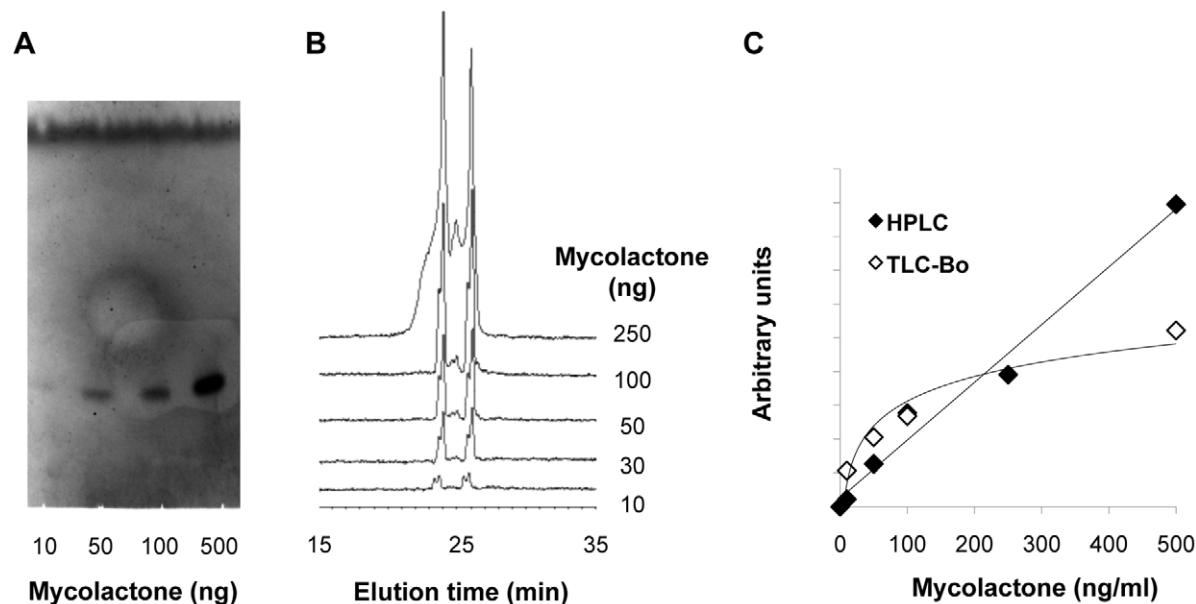 A
10 50 100 500
Mycolactone (ng)
B
Mycolactone
(ng)
250
100
50
30
10
15 25 35
Elution time (min)
C
HPLC
TLC-Bo
Arbitrary units
0 100 200 300 400 500
Mycolactone (ng/ml)